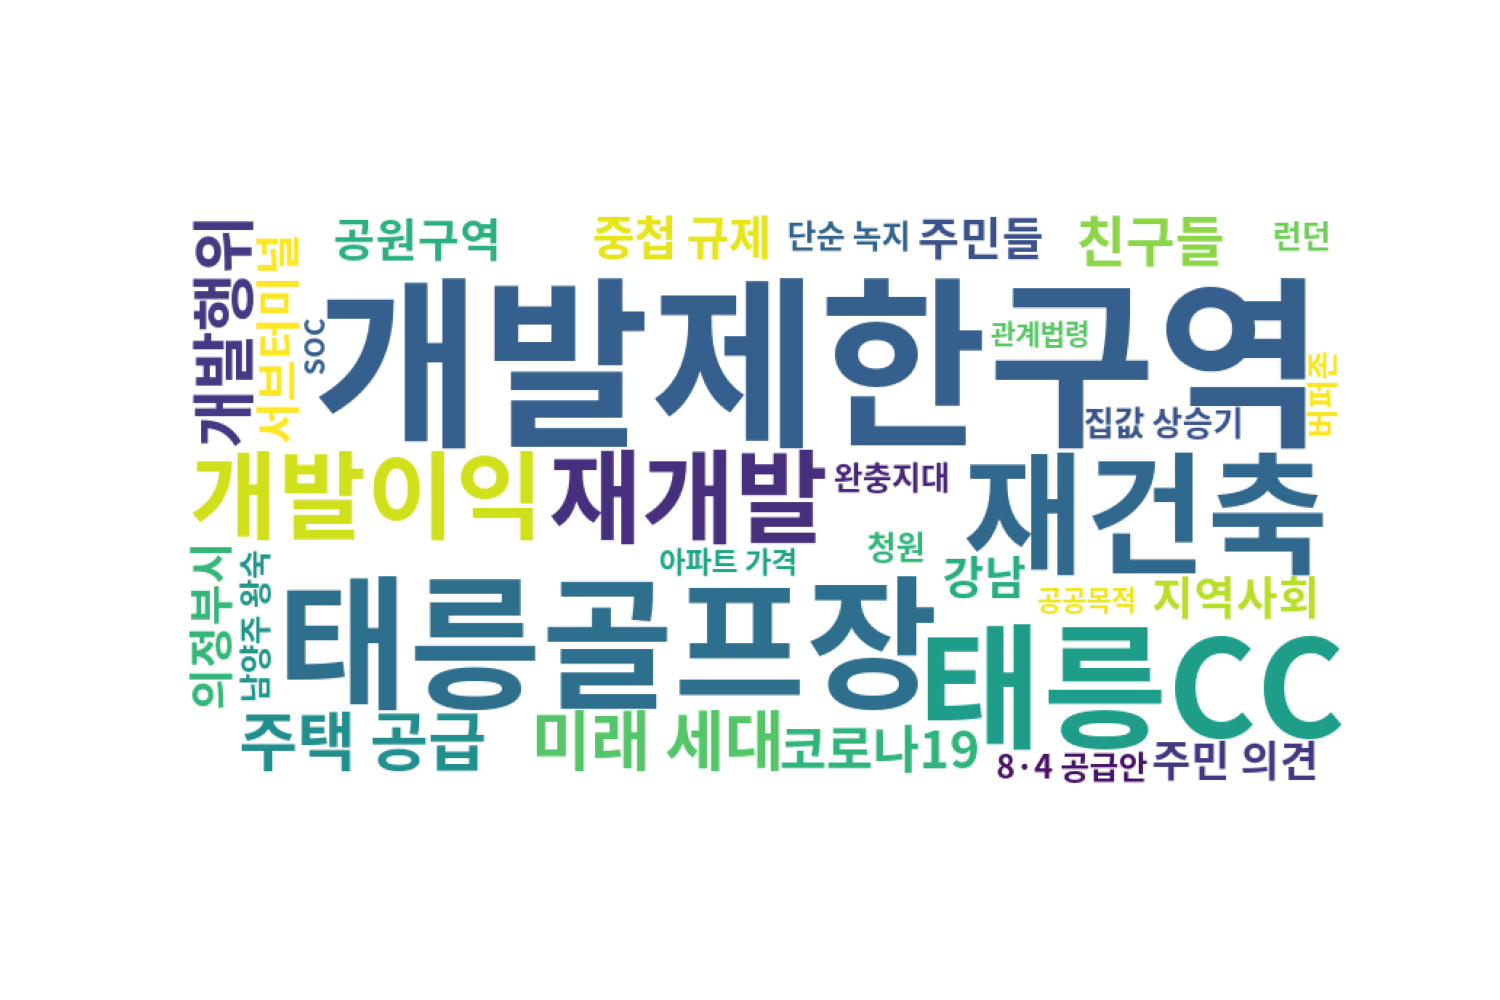 공원구역
중첩 규제
단순 녹지
주민들
친구들
런던
개발행위
서브터미널
SOC
개발제한구역
관계법령
버퍼존
집값 상승기
개발이익
재개발
완충지대
재건축
아파트 가격
청원
강남
공공목적
지역사회
의정부시
남양주 왕숙
태릉골프장
태릉CC
주택 공급
미래 세대
코로나19
8·4 공급안
주민 의견